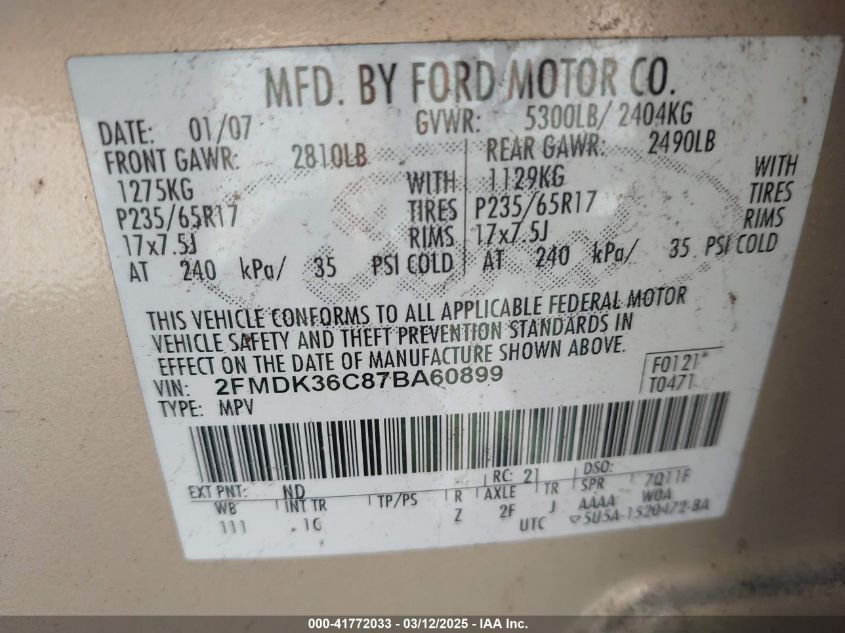 MFD. BY FORD MOTOR CO.
DATE: 01/07 GVWR: 5300LB/ 2404KG
FRONT GAWR: 2810LB REAR GAWR: 2490LB
1275KG WITH 1129KG WITH
P235/65R17 TIRES P235/65R17 TIRES
17x7.5J RIMS 17x7.5J RIMS
AT 240 kPa/ 35 PSI COLD AT 240 kPa/ 35 PSI COLD
THIS VEHICLE CONFORMS TO ALL APPLICABLE FEDERAL MOTOR
VEHICLE SAFETY AND THEFT PREVENTION STANDARDS IN
EFFECT ON THE DATE OF MANUFACTURE SHOWN ABOVE.
VIN: 2FMDK36C87BA60899 F0121*
TYPE: MPV T0471
EXT PNT: ND RC: 21 DSO:
WB INT TR TP/PS R AXLE TR SPR 7Q11F
111 .1G Z 2F J AAAA W0A
UTC 5U5A-1520472-BA
000-41772033 - 03/12/2025 - IAA Inc.